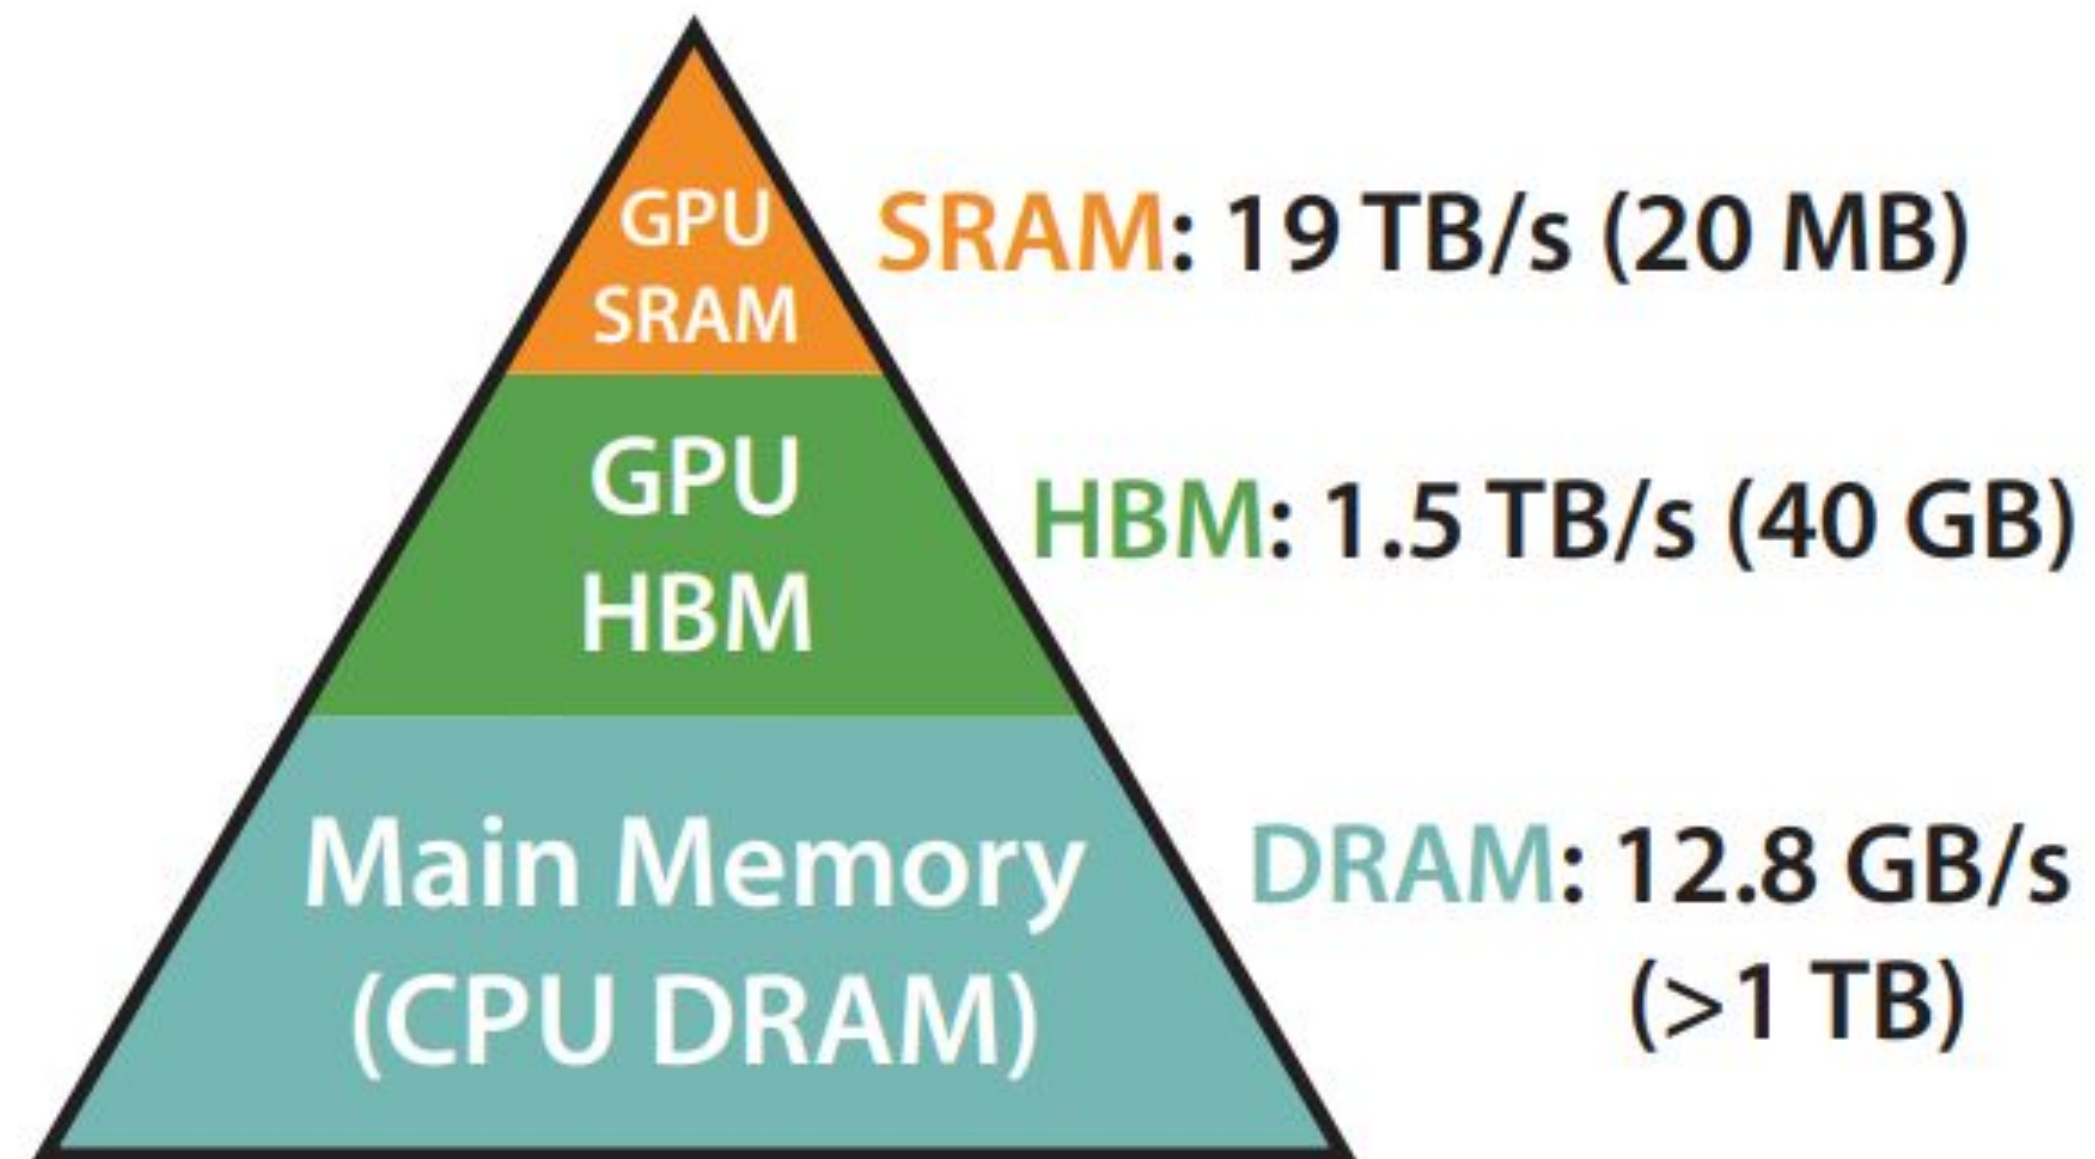 GPU
SRAM
SRAM: 19 TB/s (20 MB)
GPU
HBM
HBM: 1.5 TB/s (40 GB)
Main Memory
(CPU DRAM)
DRAM: 12.8 GB/s
(>1 TB)